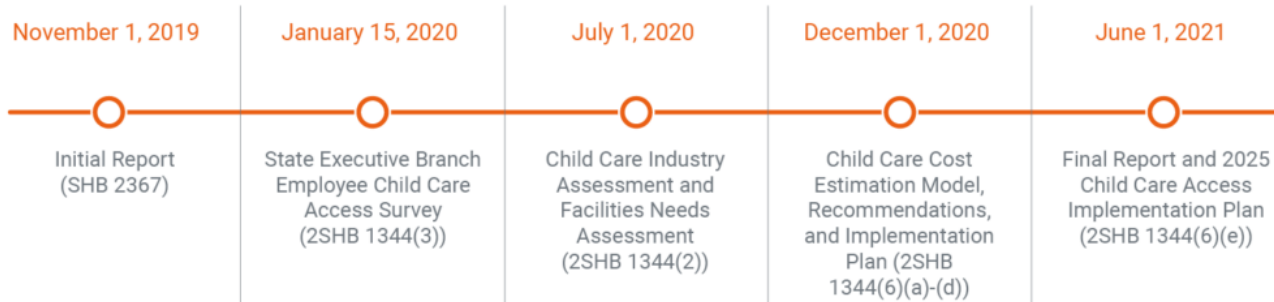 November 1, 2019
January 15, 2020
July 1, 2020
December 1, 2020
June 1, 2021
Initial Report
(SHB 2367)
State Executive Branch
Employee Child Care
Access Survey
(2SHB 1344(3))
Child Care Industry
Assessment and
Facilities Needs
Assessment
(2SHB 1344(2))
Child Care Cost
Estimation Model,
Recommendations,
and Implementation
Plan (2SHB
1344(6)(a)-(d))
Final Report and 2025
Child Care Access
Implementation Plan
(2SHB 1344(6)(e))